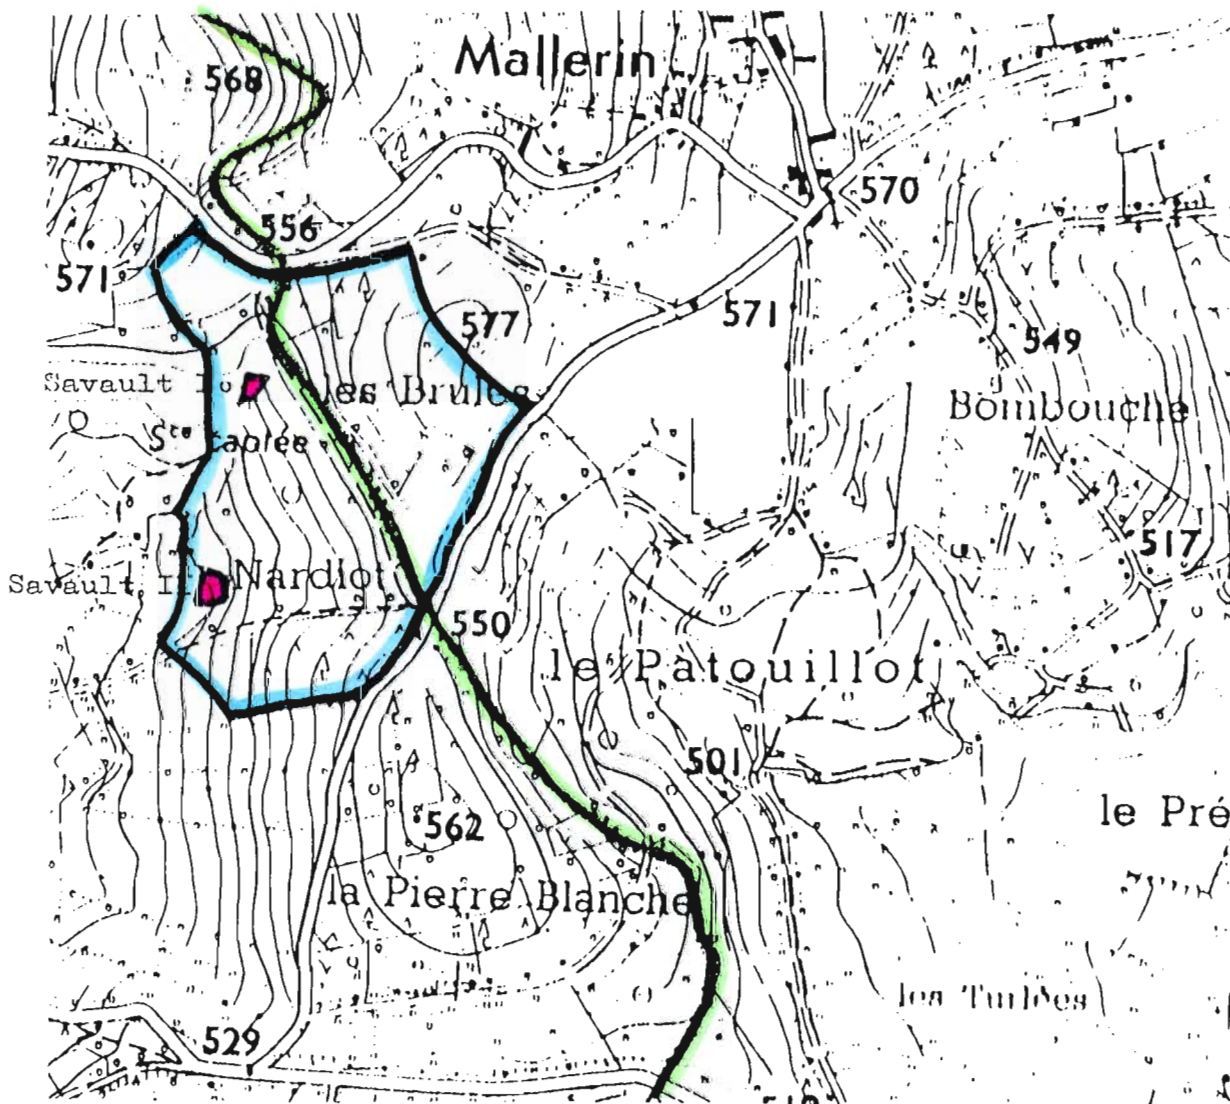 Mallerin
568
570
556
571
577
571
549
Savault I
les Brulés
Bombouche
Ste
517
Savault II
Nardiot
550
le Patouillot
501
le Pré
562
la Pierre Blanche
les Turlées
529